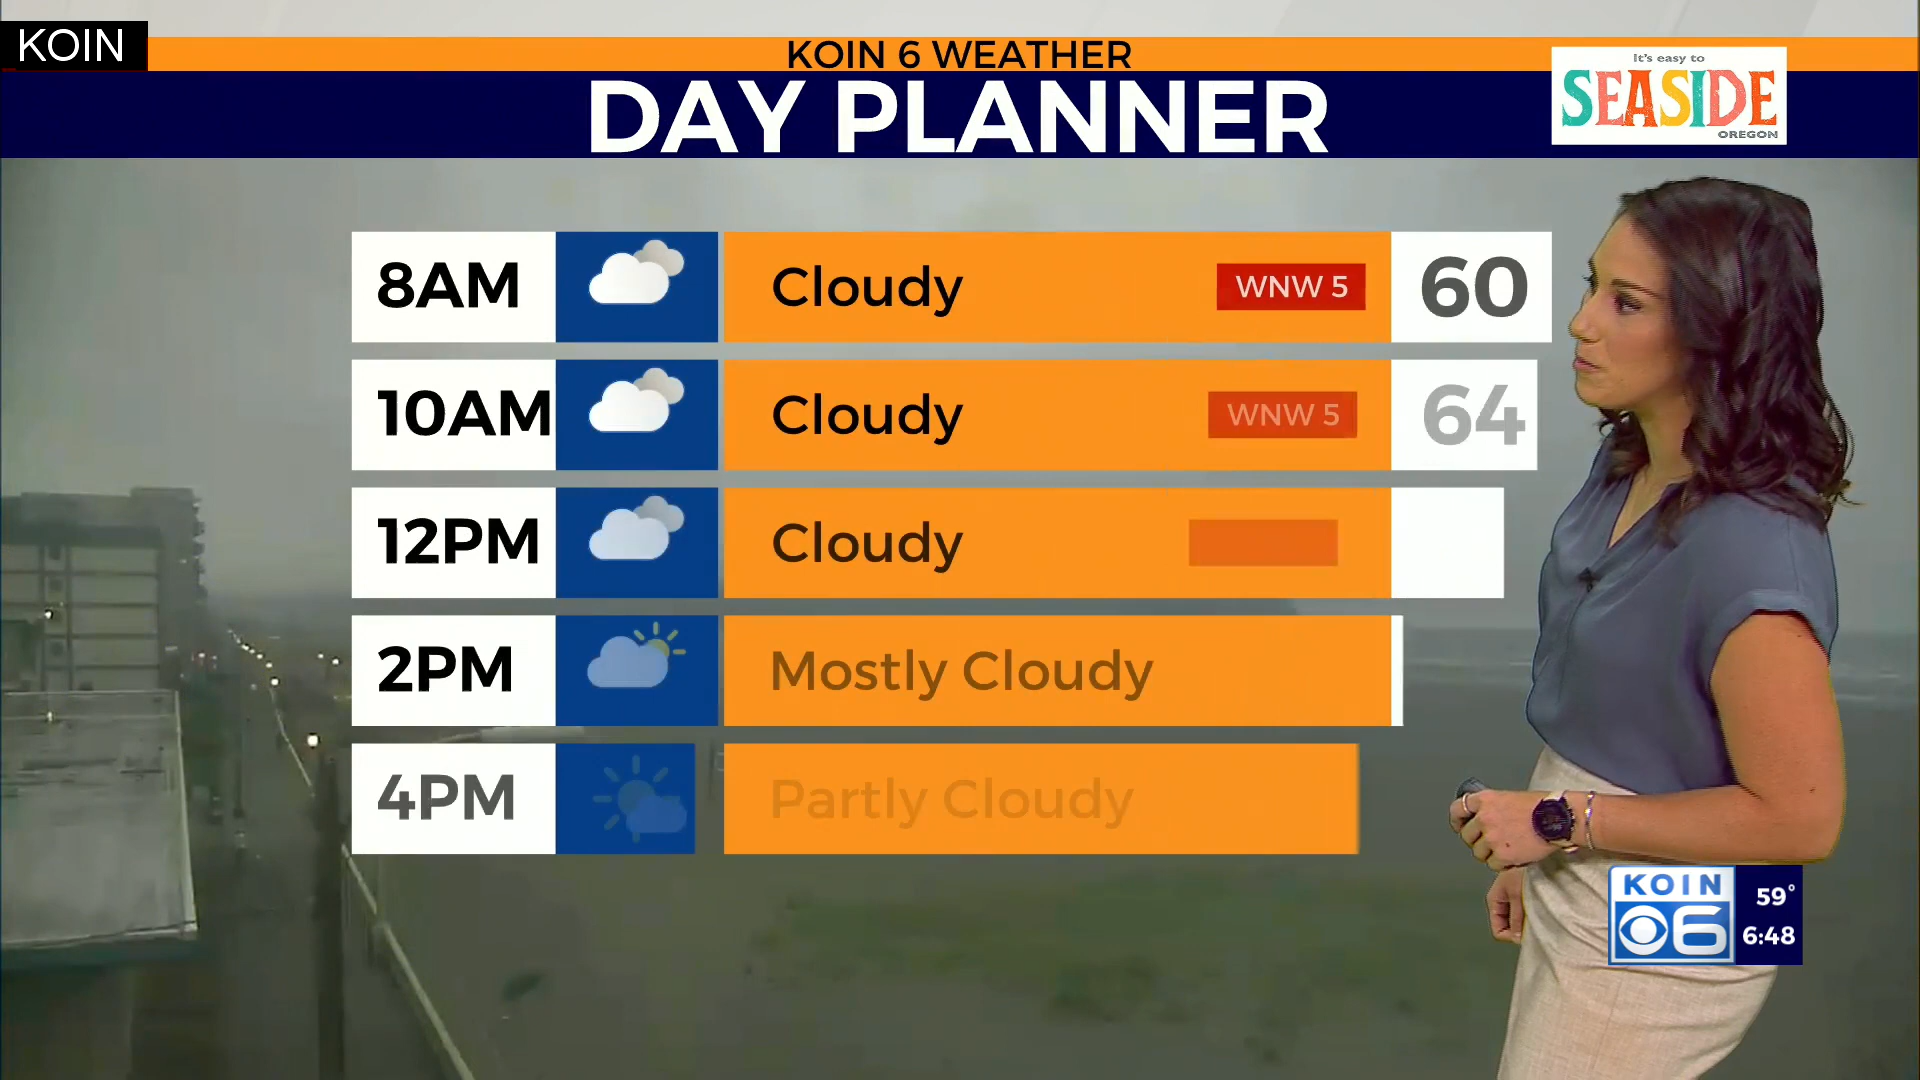 KOIN
KOIN 6 WEATHER
DAY PLANNER
It's easy to
SEASIDE
OREGON
8AM Cloudy WNW 5 60
10AM Cloudy WNW 5 64
12PM Cloudy
2PM Mostly Cloudy
4PM Partly Cloudy
KOIN
6
59°
6:48